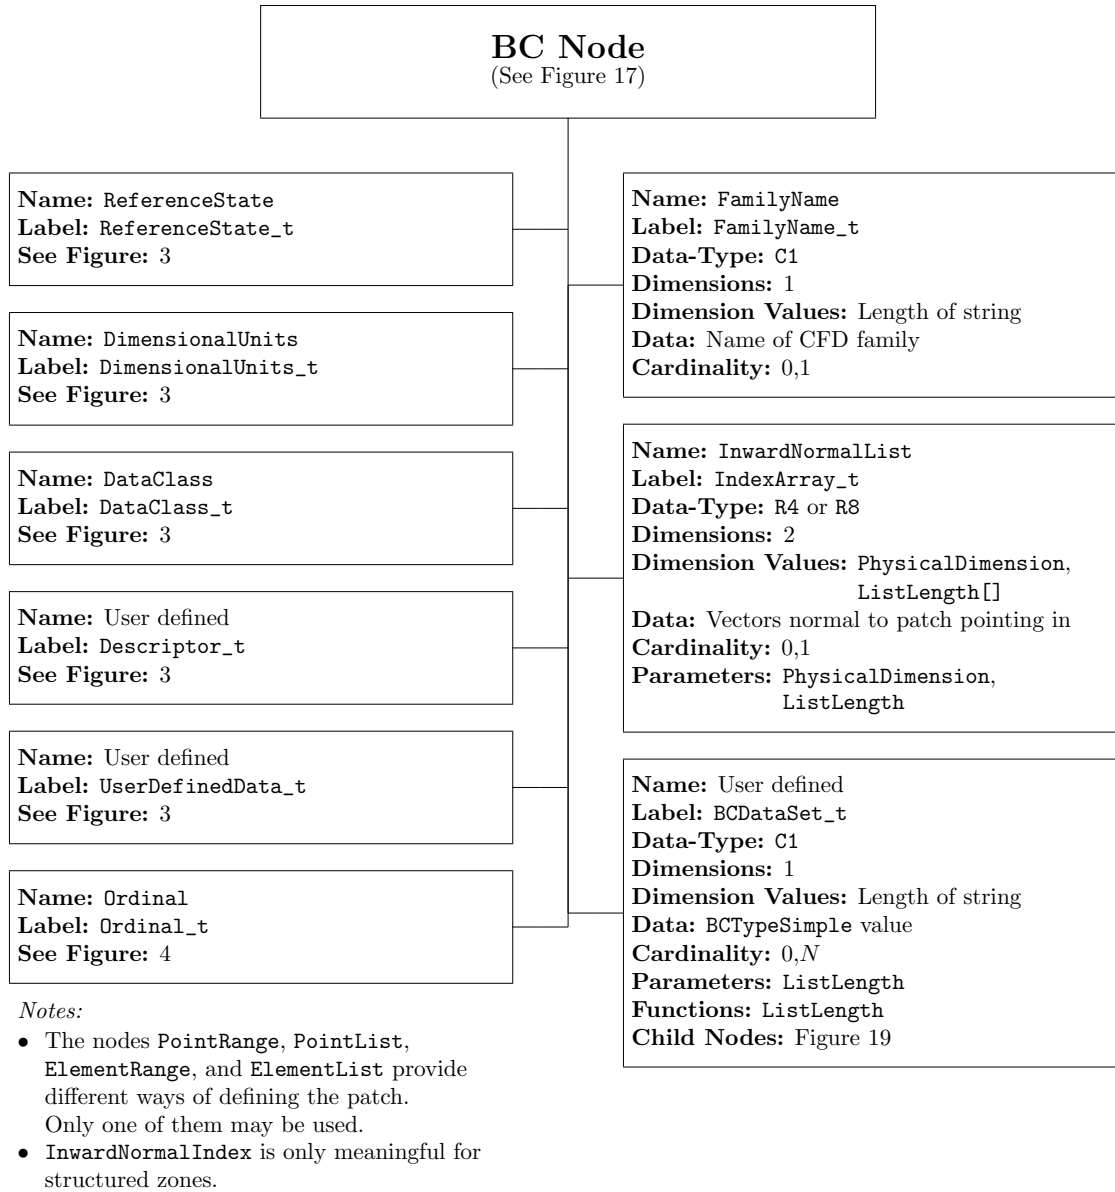 BC Node
(See Figure 17)
Name: ReferenceState
Label: ReferenceState_t
See Figure: 3
Name: DimensionalUnits
Label: DimensionalUnits_t
See Figure: 3
Name: DataClass
Label: DataClass_t
See Figure: 3
Name: User defined
Label: Descriptor_t
See Figure: 3
Name: User defined
Label: UserDefinedData_t
See Figure: 3
Name: Ordinal
Label: Ordinal_t
See Figure: 4
Notes:
• The nodes PointRange, PointList,
ElementRange, and ElementList provide
different ways of defining the patch.
Only one of them may be used.
• InwardNormalIndex is only meaningful for
structured zones.
Name: FamilyName
Label: FamilyName_t
Data-Type: C1
Dimensions: 1
Dimension Values: Length of string
Data: Name of CFD family
Cardinality: 0,1
Name: InwardNormalList
Label: IndexArray_t
Data-Type: R4 or R8
Dimensions: 2
Dimension Values: PhysicalDimension,
ListLength[]
Data: Vectors normal to patch pointing in
Cardinality: 0,1
Parameters: PhysicalDimension,
ListLength
Name: User defined
Label: BCDataSet_t
Data-Type: C1
Dimensions: 1
Dimension Values: Length of string
Data: BCTypeSimple value
Cardinality: 0,N
Parameters: ListLength
Functions: ListLength
Child Nodes: Figure 19